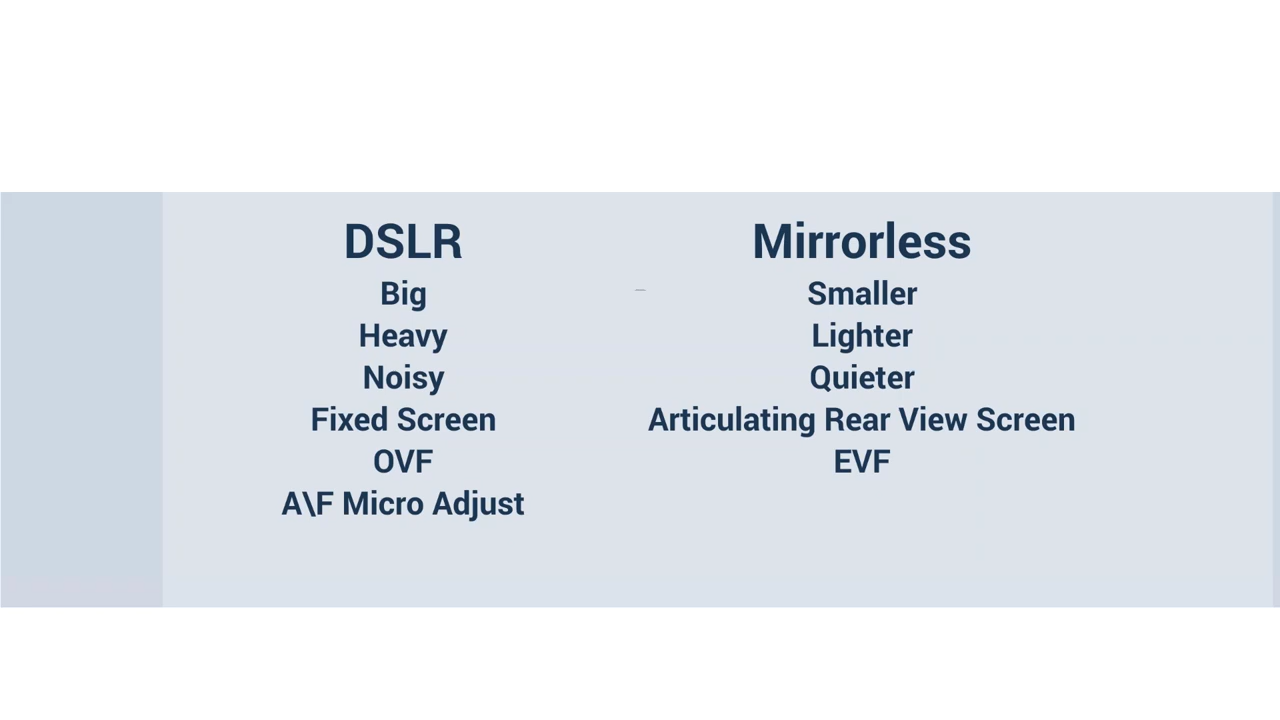 DSLR
Big
Heavy
Noisy
Fixed Screen
OVF
A\F Micro Adjust
Mirrorless
Smaller
Lighter
Quieter
Articulating Rear View Screen
EVF